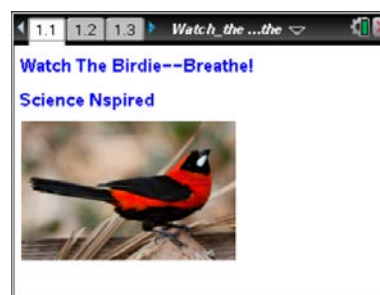 1.1 1.2 1.3 Watch_the ...the
Watch The Birdie--Breathe!
Science Nspired